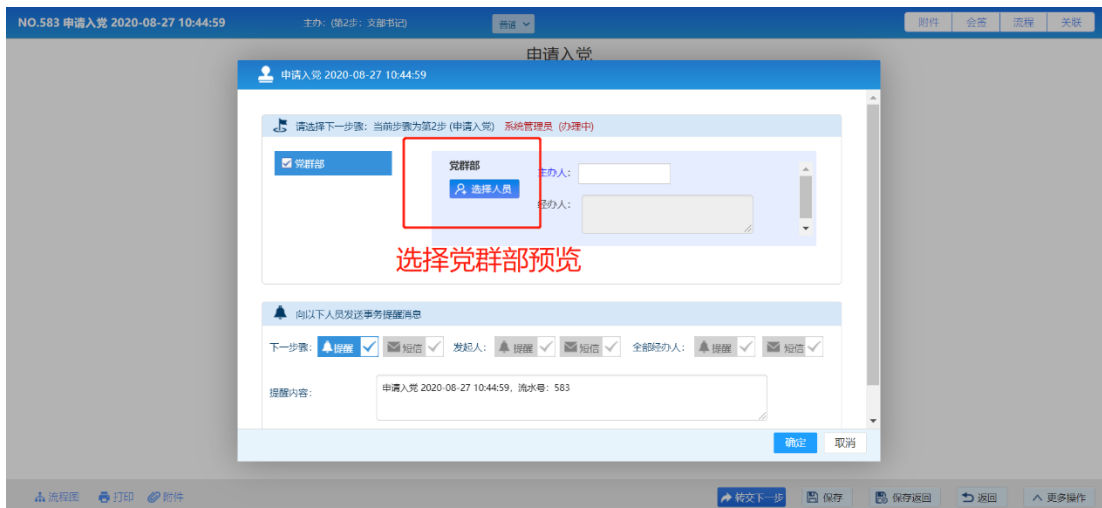 NO.583 申请入党 2020-08-27 10:44:59 主办: (第2步: 支部书记) 普通 附件 会签 流程 关联
申请入党
申请入党 2020-08-27 10:44:59
请选择下一步骤: 当前步骤为第2步 (申请入党) 系统管理员 (办理中)
党群部
党群部
主办人:
选择人员
经办人:
选择党群部预览
向以下人员发送事务提醒消息
下一步骤: 提醒 短信 发起人: 提醒 短信 全部经办人: 提醒 短信
提醒内容:
申请入党 2020-08-27 10:44:59, 流水号: 583
确定 取消
流程图 打印 附件 转交下一步 保存 保存返回 返回 更多操作